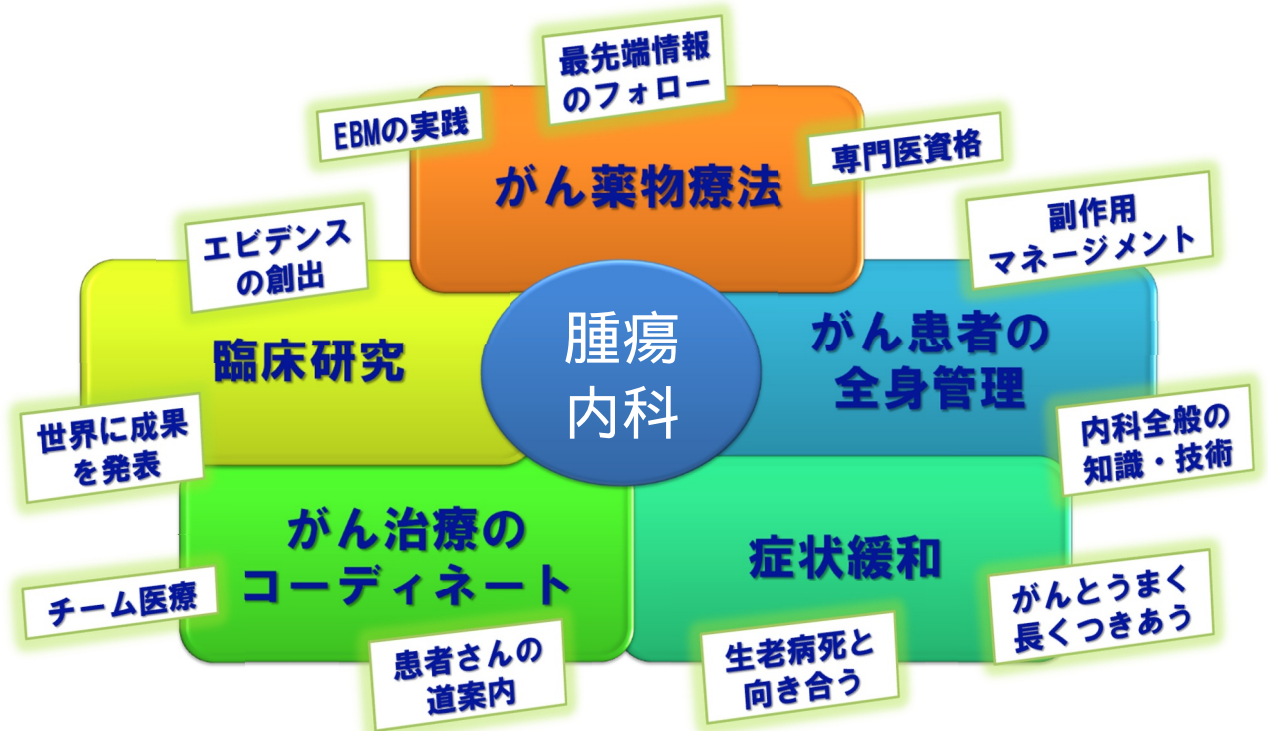 最先端情報
のフォロー
EBMの実践
専門医資格
がん薬物療法
副作用
マネージメント
エビデンス
の創出
臨床研究
腫瘍
内科
がん患者の
全身管理
世界に成果
を発表
内科全般の
知識・技術
がん治療の
コーディネート
症状緩和
チーム医療
がんとうまく
長くつきあう
患者さんの
道案内
生老病死と
向き合う